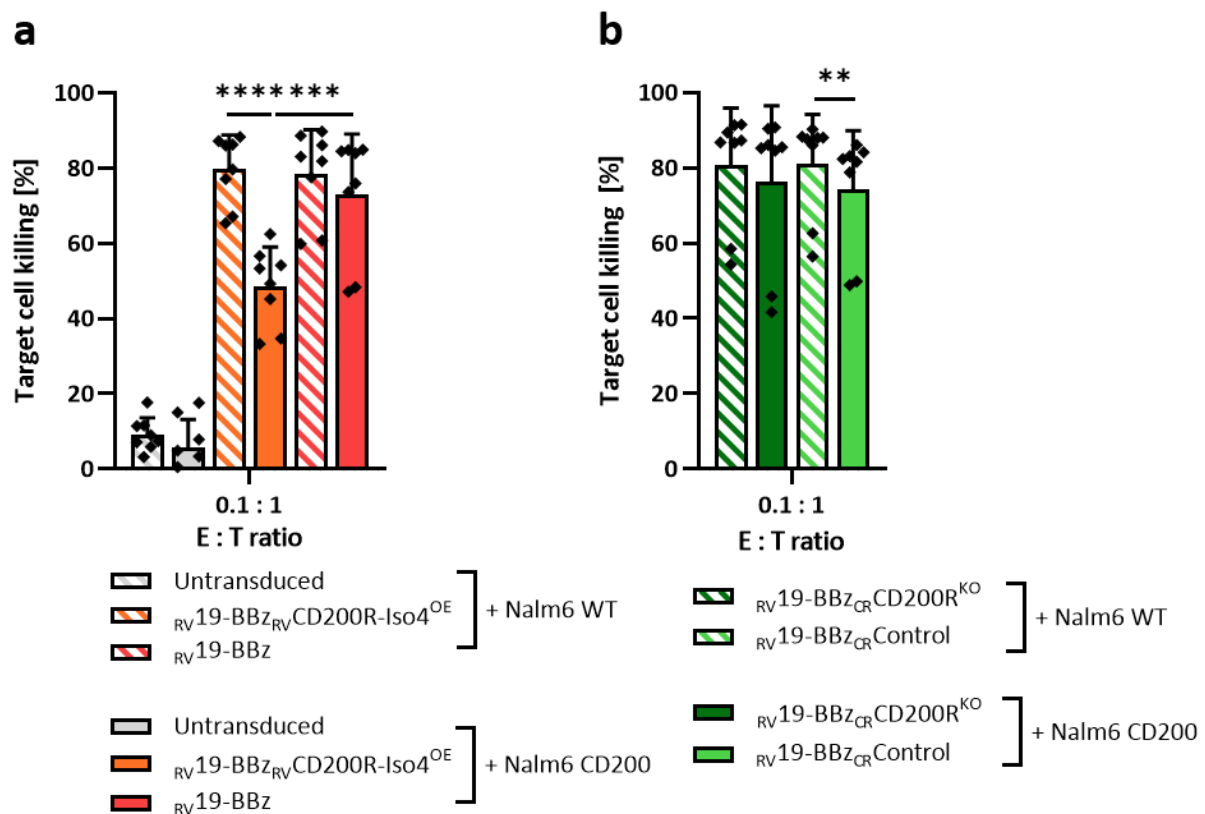 a
b
**** ***
**
Target cell killing [%]
100
80
60
40
20
0
0.1 : 1
E : T ratio
Target cell killing [%]
100
80
60
40
20
0
0.1 : 1
E : T ratio
Untransduced
RV19-BBzRVCD200R-Iso4OE
RV19-BBz
+ Nalm6 WT
Untransduced
RV19-BBzRVCD200R-Iso4OE
RV19-BBz
+ Nalm6 CD200
RV19-BBzCRCD200RKO
RV19-BBzCRControl
+ Nalm6 WT
RV19-BBzCRCD200RKO
RV19-BBzCRControl
+ Nalm6 CD200